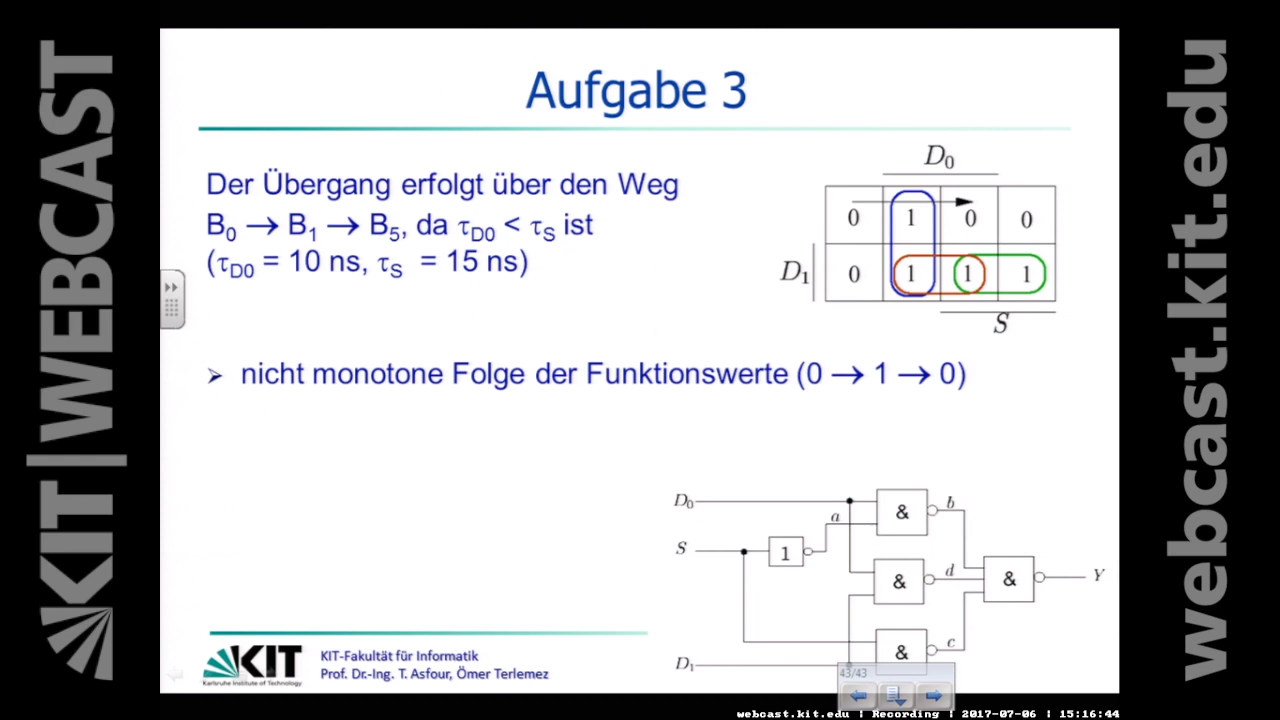 KIT | WEBCAST
Aufgabe 3
Der Übergang erfolgt über den Weg
B₀ → B₁ → B₅, da τD0 < τS ist
(τD0 = 10 ns, τS = 15 ns)
D₀
0 1 0 0
D₁ 0 1 1 1
S
➢ nicht monotone Folge der Funktionswerte (0 → 1 → 0)
D₀ & b
a
S 1
& d & Y
& c
D₁
43/43
KIT
Karlsruhe Institute of Technology
KIT-Fakultät für Informatik
Prof. Dr.-Ing. T. Asfour, Ömer Terlemez
webcast.kit.edu
webcast.kit.edu | Recording | 2017-07-06 | 15:16:44